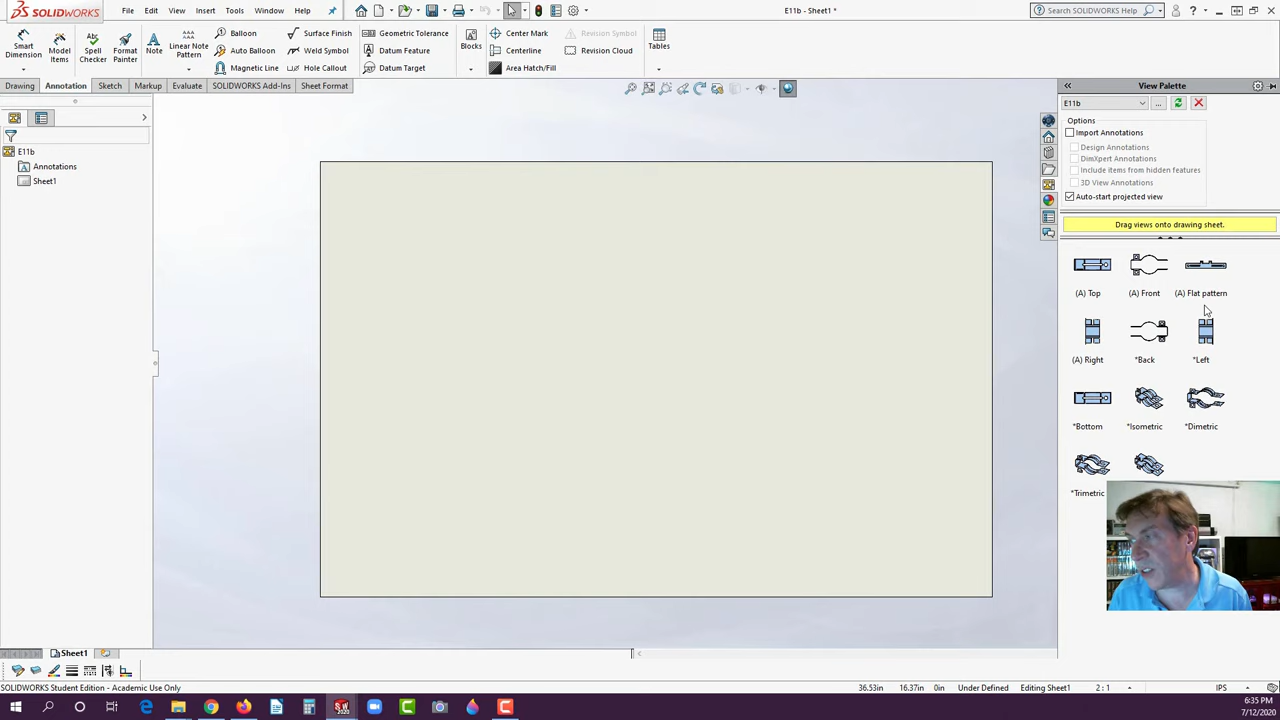 SOLIDWORKS
File
Edit
View
Insert
Tools
Window
Help
E11b - Sheet1 *
Search SOLIDWORKS Help
Smart
Dimension
Model
Items
Spell
Checker
Format
Painter
Note
Linear Note
Pattern
Balloon
Auto Balloon
Magnetic Line
Surface Finish
Weld Symbol
Hole Callout
Geometric Tolerance
Datum Feature
Datum Target
Blocks
Center Mark
Centerline
Area Hatch/Fill
Revision Symbol
Revision Cloud
Tables
Drawing
Annotation
Sketch
Markup
Evaluate
SOLIDWORKS Add-Ins
Sheet Format
E11b
Annotations
Sheet1
View Palette
E11b
...
Options
Import Annotations
Design Annotations
DimXpert Annotations
Include items from hidden features
3D View Annotations
Auto-start projected view
Drag views onto drawing sheet.
(A) Top
(A) Front
(A) Flat pattern
(A) Right
*Back
*Left
*Bottom
*Isometric
*Dimetric
*Trimetric
Sheet1
SOLIDWORKS Student Edition - Academic Use Only
36.53in
16.37in
0in
Under Defined
Editing Sheet1
2 : 1
IPS
6:35 PM
7/12/2020